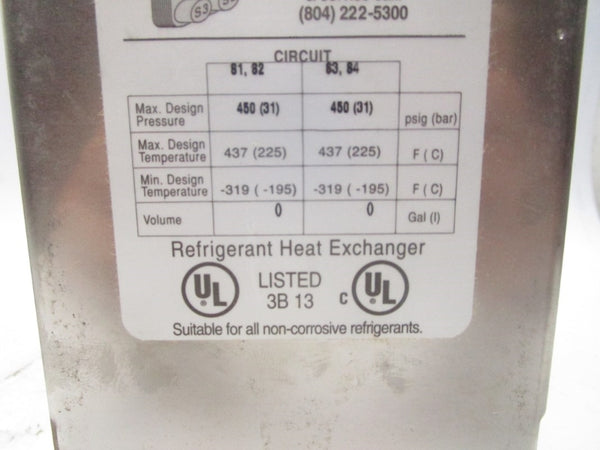 S3
(804) 222-5300
CIRCUIT
S1, S2 S3, S4
Max. Design Pressure 450 (31) 450 (31) psig (bar)
Max. Design Temperature 437 (225) 437 (225) F ( C)
Min. Design Temperature -319 ( -195) -319 ( -195) F ( C)
Volume 0 0 Gal (l)
Refrigerant Heat Exchanger
UL LISTED C UL
3B 13
Suitable for all non-corrosive refrigerants.